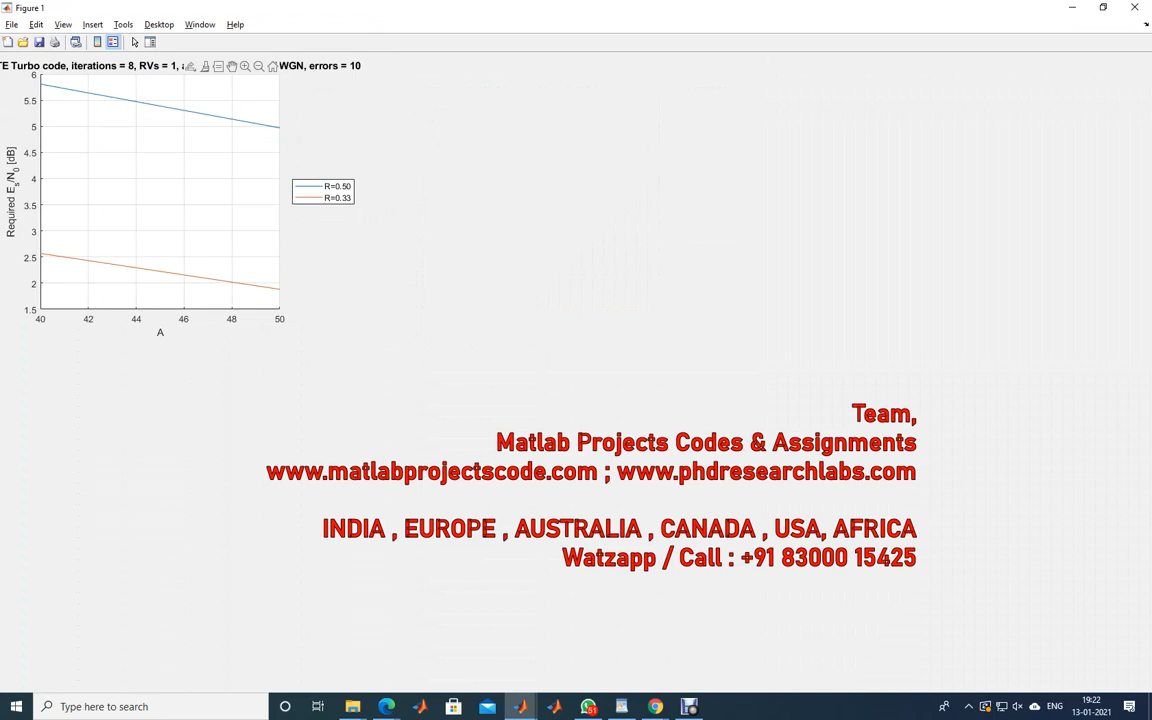 Figure 1
File Edit View Insert Tools Desktop Window Help
TE Turbo code, iterations = 8, RVs = 1, WGN, errors = 10
6
5.5
5
4.5
4
3.5
3
2.5
2
1.5
Required Es/N0 [dB]
40 42 44 46 48 50
A
R=0.50
R=0.33
Team,
Matlab Projects Codes & Assignments
www.matlabprojectscode.com ; www.phdresearchlabs.com
INDIA , EUROPE , AUSTRALIA , CANADA , USA, AFRICA
Watzapp / Call : +91 83000 15425
Type here to search
51
ENG
19:22
13-01-2021